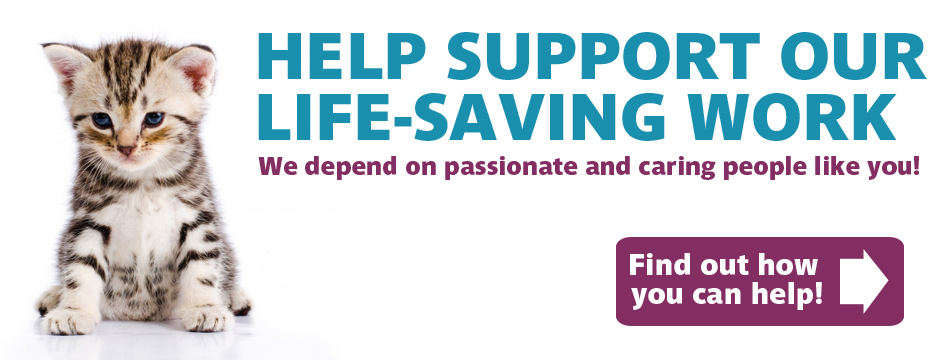 HELP SUPPORT OUR
LIFE-SAVING WORK
We depend on passionate and caring people like you!
Find out how
you can help!